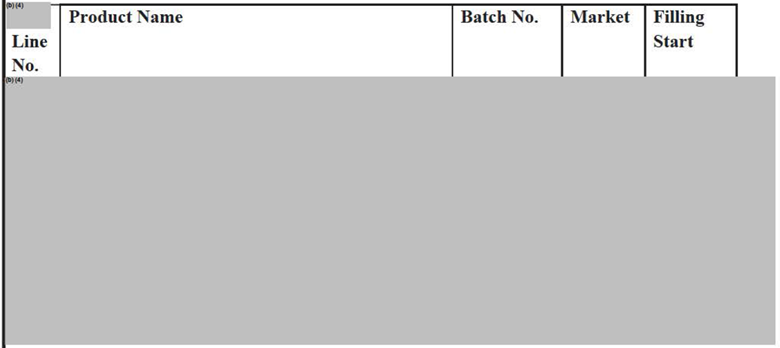 (b) (4)
Line No.
Product Name
Batch No.
Market
Filling Start
(b) (4)